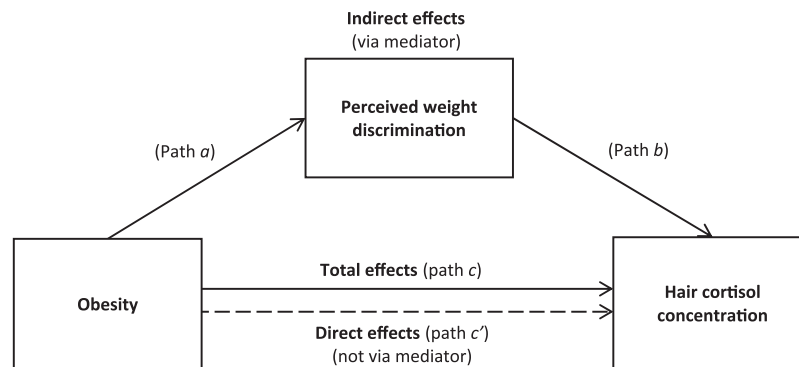 Indirect effects
(via mediator)
Perceived weight
discrimination
(Path a)
(Path b)
Obesity
Total effects (path c)
Direct effects (path c’)
(not via mediator)
Hair cortisol
concentration